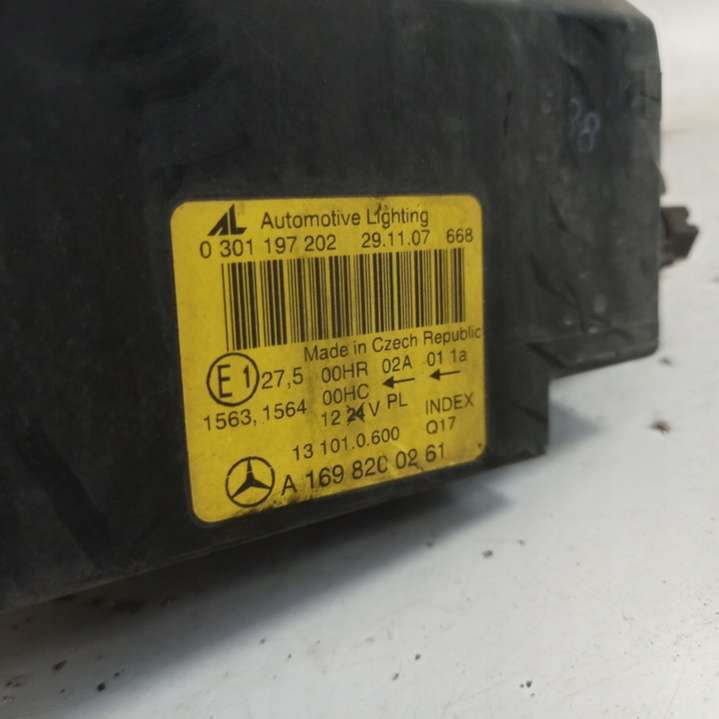 AL Automotive Lighting
0 301 197 202 29.11.07 668
Made in Czech Republic
E1 27,5 00HR 02A 01 1a
1563, 1564 00HC ← ←
12 24 V PL INDEX
13 101.0.600 Q17
A 169 820 02 61